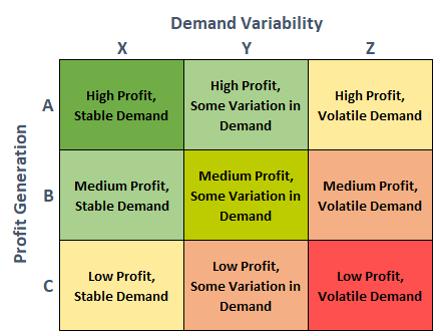 Demand Variability
X Y Z
Profit Generation
A
High Profit,
Stable Demand
High Profit,
Some Variation in
Demand
High Profit,
Volatile Demand
B
Medium Profit,
Stable Demand
Medium Profit,
Some Variation in
Demand
Medium Profit,
Volatile Demand
C
Low Profit,
Stable Demand
Low Profit,
Some Variation in
Demand
Low Profit,
Volatile Demand